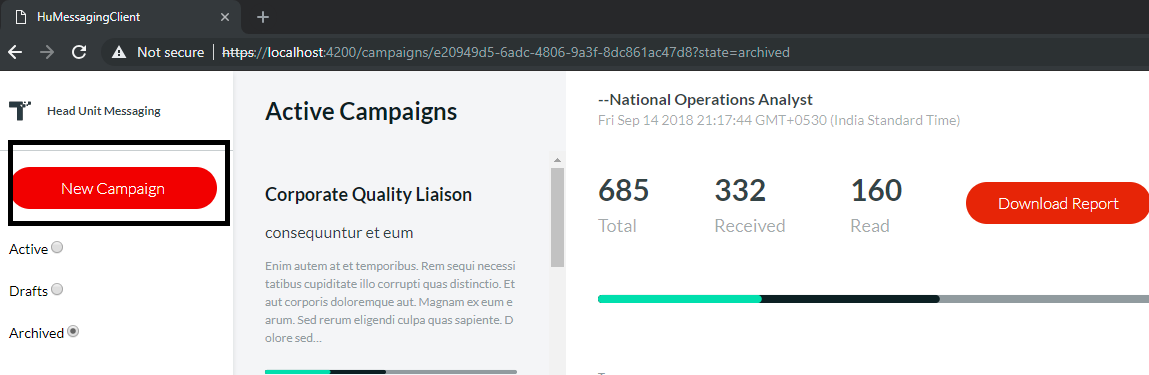 HuMessagingClient
Not secure | https://localhost:4200/campaigns/e20949d5-6adc-4806-9a3f-8dc861ac47d8?state=archived
Head Unit Messaging
New Campaign
Active
Drafts
Archived
Active Campaigns
Corporate Quality Liaison
consequuntur et eum
Enim autem at et temporibus. Rem sequi necessi
tatibus cupiditate illo corrupti quas distinctio. Et
aut corporis doloremque aut. Magnam ex eum e
arum. Sed rerum eligendi culpa quas sapiente. D
olore sed...
--National Operations Analyst
Fri Sep 14 2018 21:17:44 GMT+0530 (India Standard Time)
685 332 160
Total Received Read
Download Report